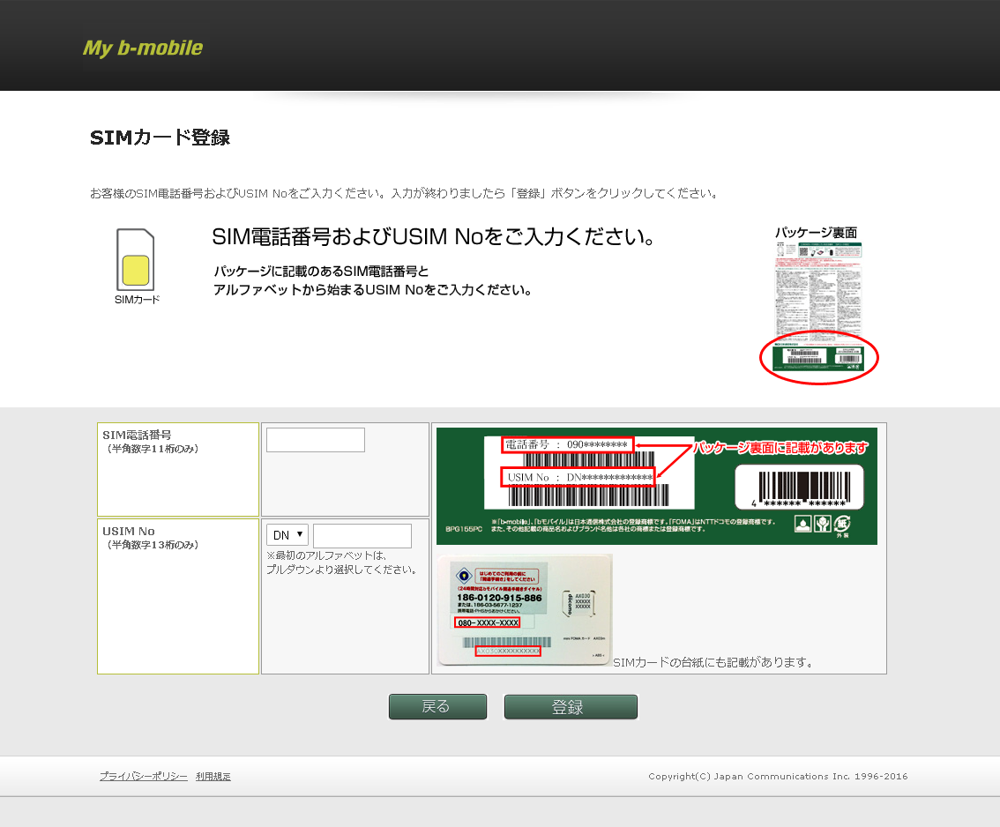 My b-mobile
SIMカード登録
お客様のSIM電話番号およびUSIM Noをご入力ください。入力が終わりましたら「登録」ボタンをクリックしてください。
SIM電話番号およびUSIM Noをご入力ください。
パッケージに記載のあるSIM電話番号と
アルファベットから始まるUSIM Noをご入力ください。
SIMカード
パッケージ裏面
SIM電話番号
（半角数字11桁のみ）
電話番号 : 090********
パッケージ裏面に記載があります
USIM No : DN*************
4 ****** ******
※「b-mobile」、「bモバイル」は日本通信株式会社の登録商標です。「FOMA」はNTTドコモの登録商標です。
また、その他記載の商品名およびブランド名他は各社の商標または登録商標です。
BPG155PC
紙
外装
USIM No
（半角数字13桁のみ）
DN ▼
※最初のアルファベットは、
プルダウンより選択してください。
はじめてのご利用の前に
「開通手続き」をしてください
(24時間対応bモバイル開通手続きダイヤル)
186-0120-915-886
または、186-03-5677-1237
携帯電話・PHSからおかけください。
080-XXXX-XXXX
AX030XXXXXXXXXX
docomo
AX030
XXXXX
XXXXX
mini FOMA カード AX03m
> ABS <
SIMカードの台紙にも記載があります。
戻る
登録
プライバシーポリシー 利用規定
Copyright(C) Japan Communications Inc. 1996-2016